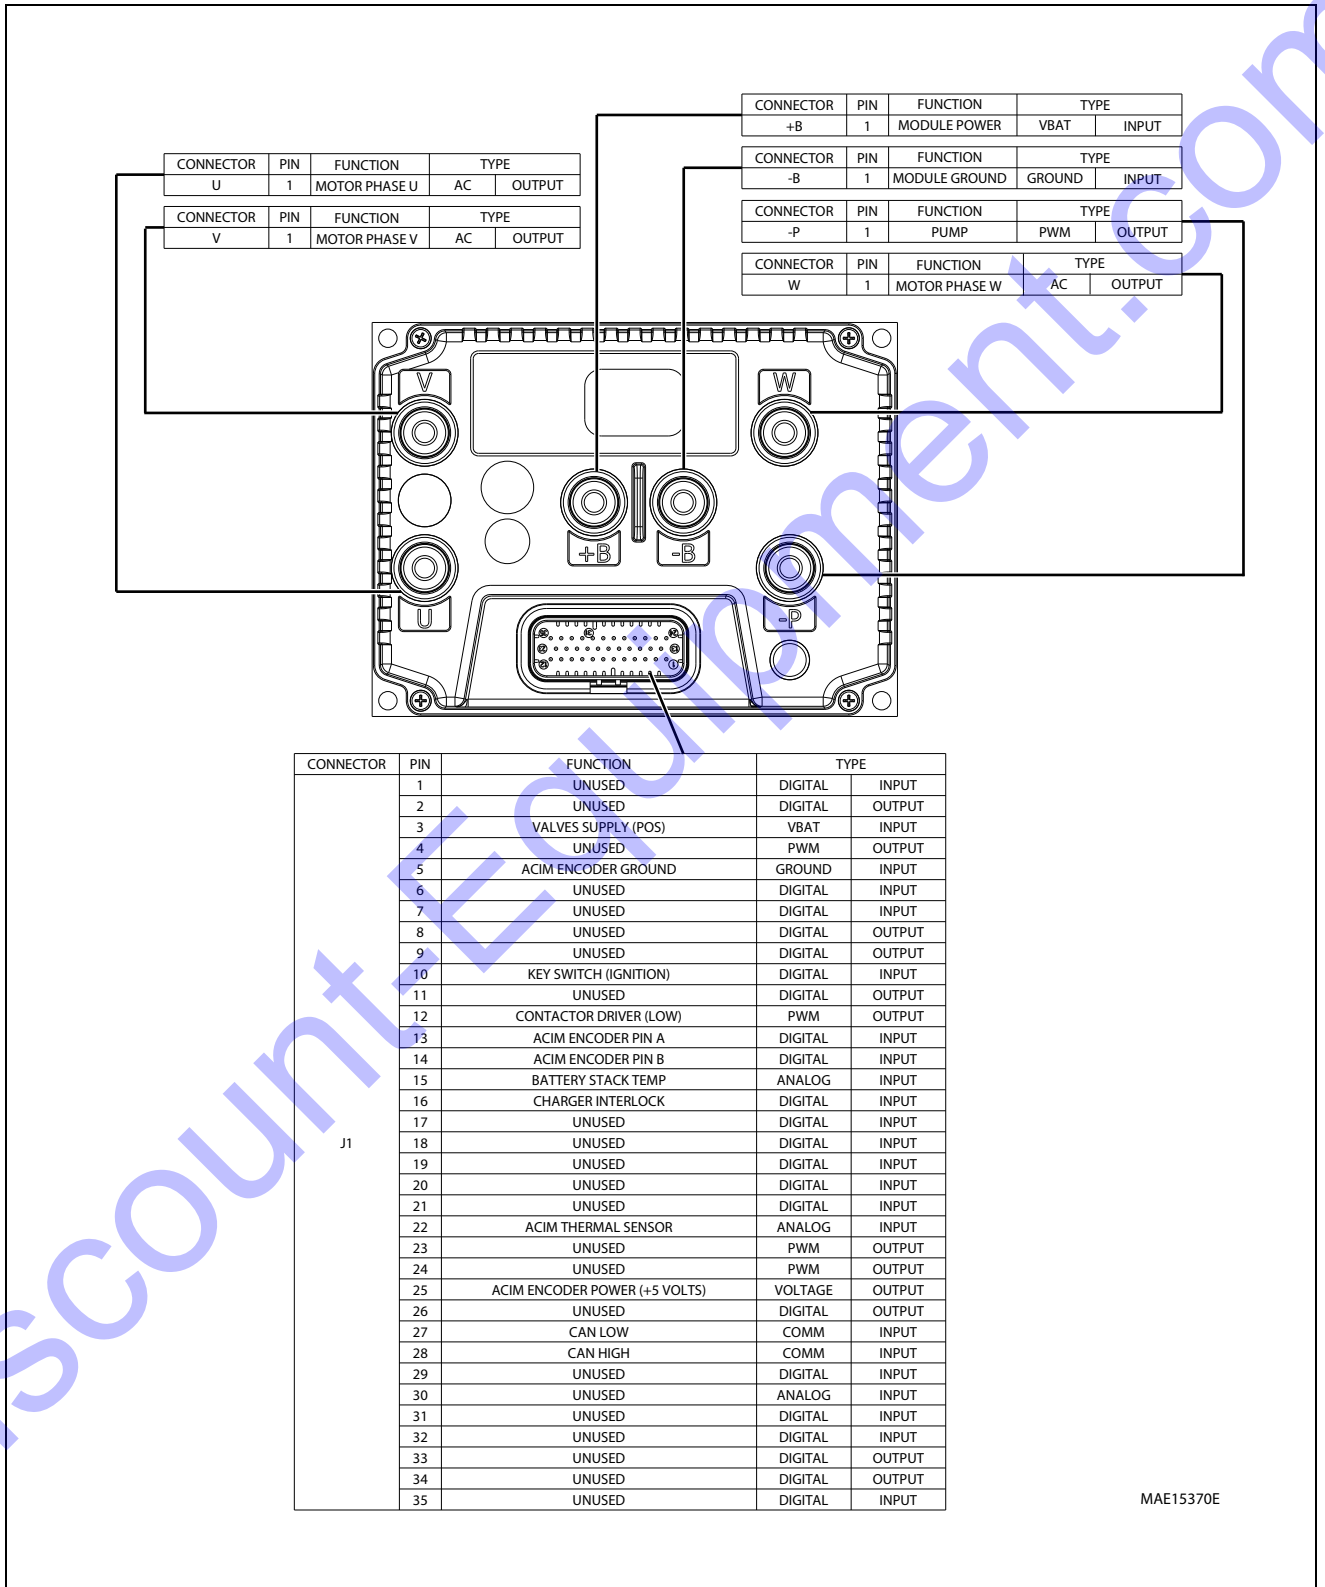 CONNECTOR PIN FUNCTION TYPE
+B 1 MODULE POWER VBAT INPUT
CONNECTOR PIN FUNCTION TYPE
-B 1 MODULE GROUND GROUND INPUT
CONNECTOR PIN FUNCTION TYPE
U 1 MOTOR PHASE U AC OUTPUT
CONNECTOR PIN FUNCTION TYPE
-P 1 PUMP PWM OUTPUT
CONNECTOR PIN FUNCTION TYPE
V 1 MOTOR PHASE V AC OUTPUT
CONNECTOR PIN FUNCTION TYPE
W 1 MOTOR PHASE W AC OUTPUT
V
W
+B
-B
U
-P
CONNECTOR PIN FUNCTION TYPE
J1
1 UNUSED DIGITAL INPUT
2 UNUSED DIGITAL OUTPUT
3 VALVES SUPPLY (POS) VBAT INPUT
4 UNUSED PWM OUTPUT
5 ACIM ENCODER GROUND GROUND INPUT
6 UNUSED DIGITAL INPUT
7 UNUSED DIGITAL INPUT
8 UNUSED DIGITAL OUTPUT
9 UNUSED DIGITAL OUTPUT
10 KEY SWITCH (IGNITION) DIGITAL INPUT
11 UNUSED DIGITAL OUTPUT
12 CONTACTOR DRIVER (LOW) PWM OUTPUT
13 ACIM ENCODER PIN A DIGITAL INPUT
14 ACIM ENCODER PIN B DIGITAL INPUT
15 BATTERY STACK TEMP ANALOG INPUT
16 CHARGER INTERLOCK DIGITAL INPUT
17 UNUSED DIGITAL INPUT
18 UNUSED DIGITAL INPUT
19 UNUSED DIGITAL INPUT
20 UNUSED DIGITAL INPUT
21 UNUSED DIGITAL INPUT
22 ACIM THERMAL SENSOR ANALOG INPUT
23 UNUSED PWM OUTPUT
24 UNUSED PWM OUTPUT
25 ACIM ENCODER POWER (+5 VOLTS) VOLTAGE OUTPUT
26 UNUSED DIGITAL OUTPUT
27 CAN LOW COMM INPUT
28 CAN HIGH COMM INPUT
29 UNUSED DIGITAL INPUT
30 UNUSED ANALOG INPUT
31 UNUSED DIGITAL INPUT
32 UNUSED DIGITAL INPUT
33 UNUSED DIGITAL OUTPUT
34 UNUSED DIGITAL OUTPUT
35 UNUSED DIGITAL INPUT
MAE15370E
iscount-Equipment.com